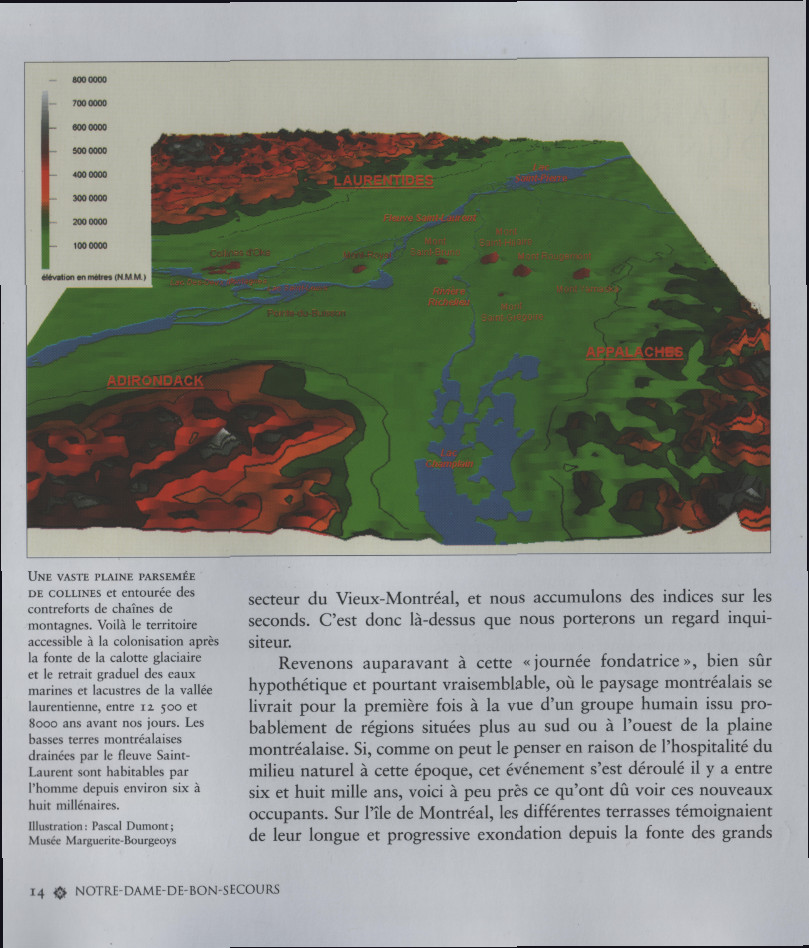 800 0000
700 0000
600 0000
500 0000
400 0000
300 0000
200 0000
100 0000
élévation en mètres (N.M.M.)
LAURENTIDES
Fleuve Saint-Laurent
Collines d'Oka
Mont
Rivière
Richelieu
Mont
APPALACHES
ADIRONDACK
Lac
UNE VASTE PLAINE PARSEMÉE
DE COLLINES et entourée des
contreforts de chaînes de
montagnes. Voilà le territoire
accessible à la colonisation après
la fonte de la calotte glaciaire
et le retrait graduel des eaux
marines et lacustres de la vallée
laurentienne, entre 12 500 et
8000 ans avant nos jours. Les
basses terres montréalaises
drainées par le fleuve Saint-
Laurent sont habitables par
l'homme depuis environ six à
huit millénaires.
Illustration : Pascal Dumont ;
Musée Marguerite-Bourgeoys
secteur du Vieux-Montréal, et nous accumulons des indices sur les
seconds. C'est donc là-dessus que nous porterons un regard inqui-
siteur.
Revenons auparavant à cette « journée fondatrice », bien sûr
hypothétique et pourtant vraisemblable, où le paysage montréalais se
livrait pour la première fois à la vue d'un groupe humain issu pro-
bablement de régions situées plus au sud ou à l'ouest de la plaine
montréalaise. Si, comme on peut le penser en raison de l'hospitalité du
milieu naturel à cette époque, cet événement s'est déroulé il y a entre
six et huit mille ans, voici à peu près ce qu'ont dû voir ces nouveaux
occupants. Sur l'île de Montréal, les différentes terrasses témoignaient
de leur longue et progressive exondation depuis la fonte des grands
14 NOTRE-DAME-DE-BON-SECOURS